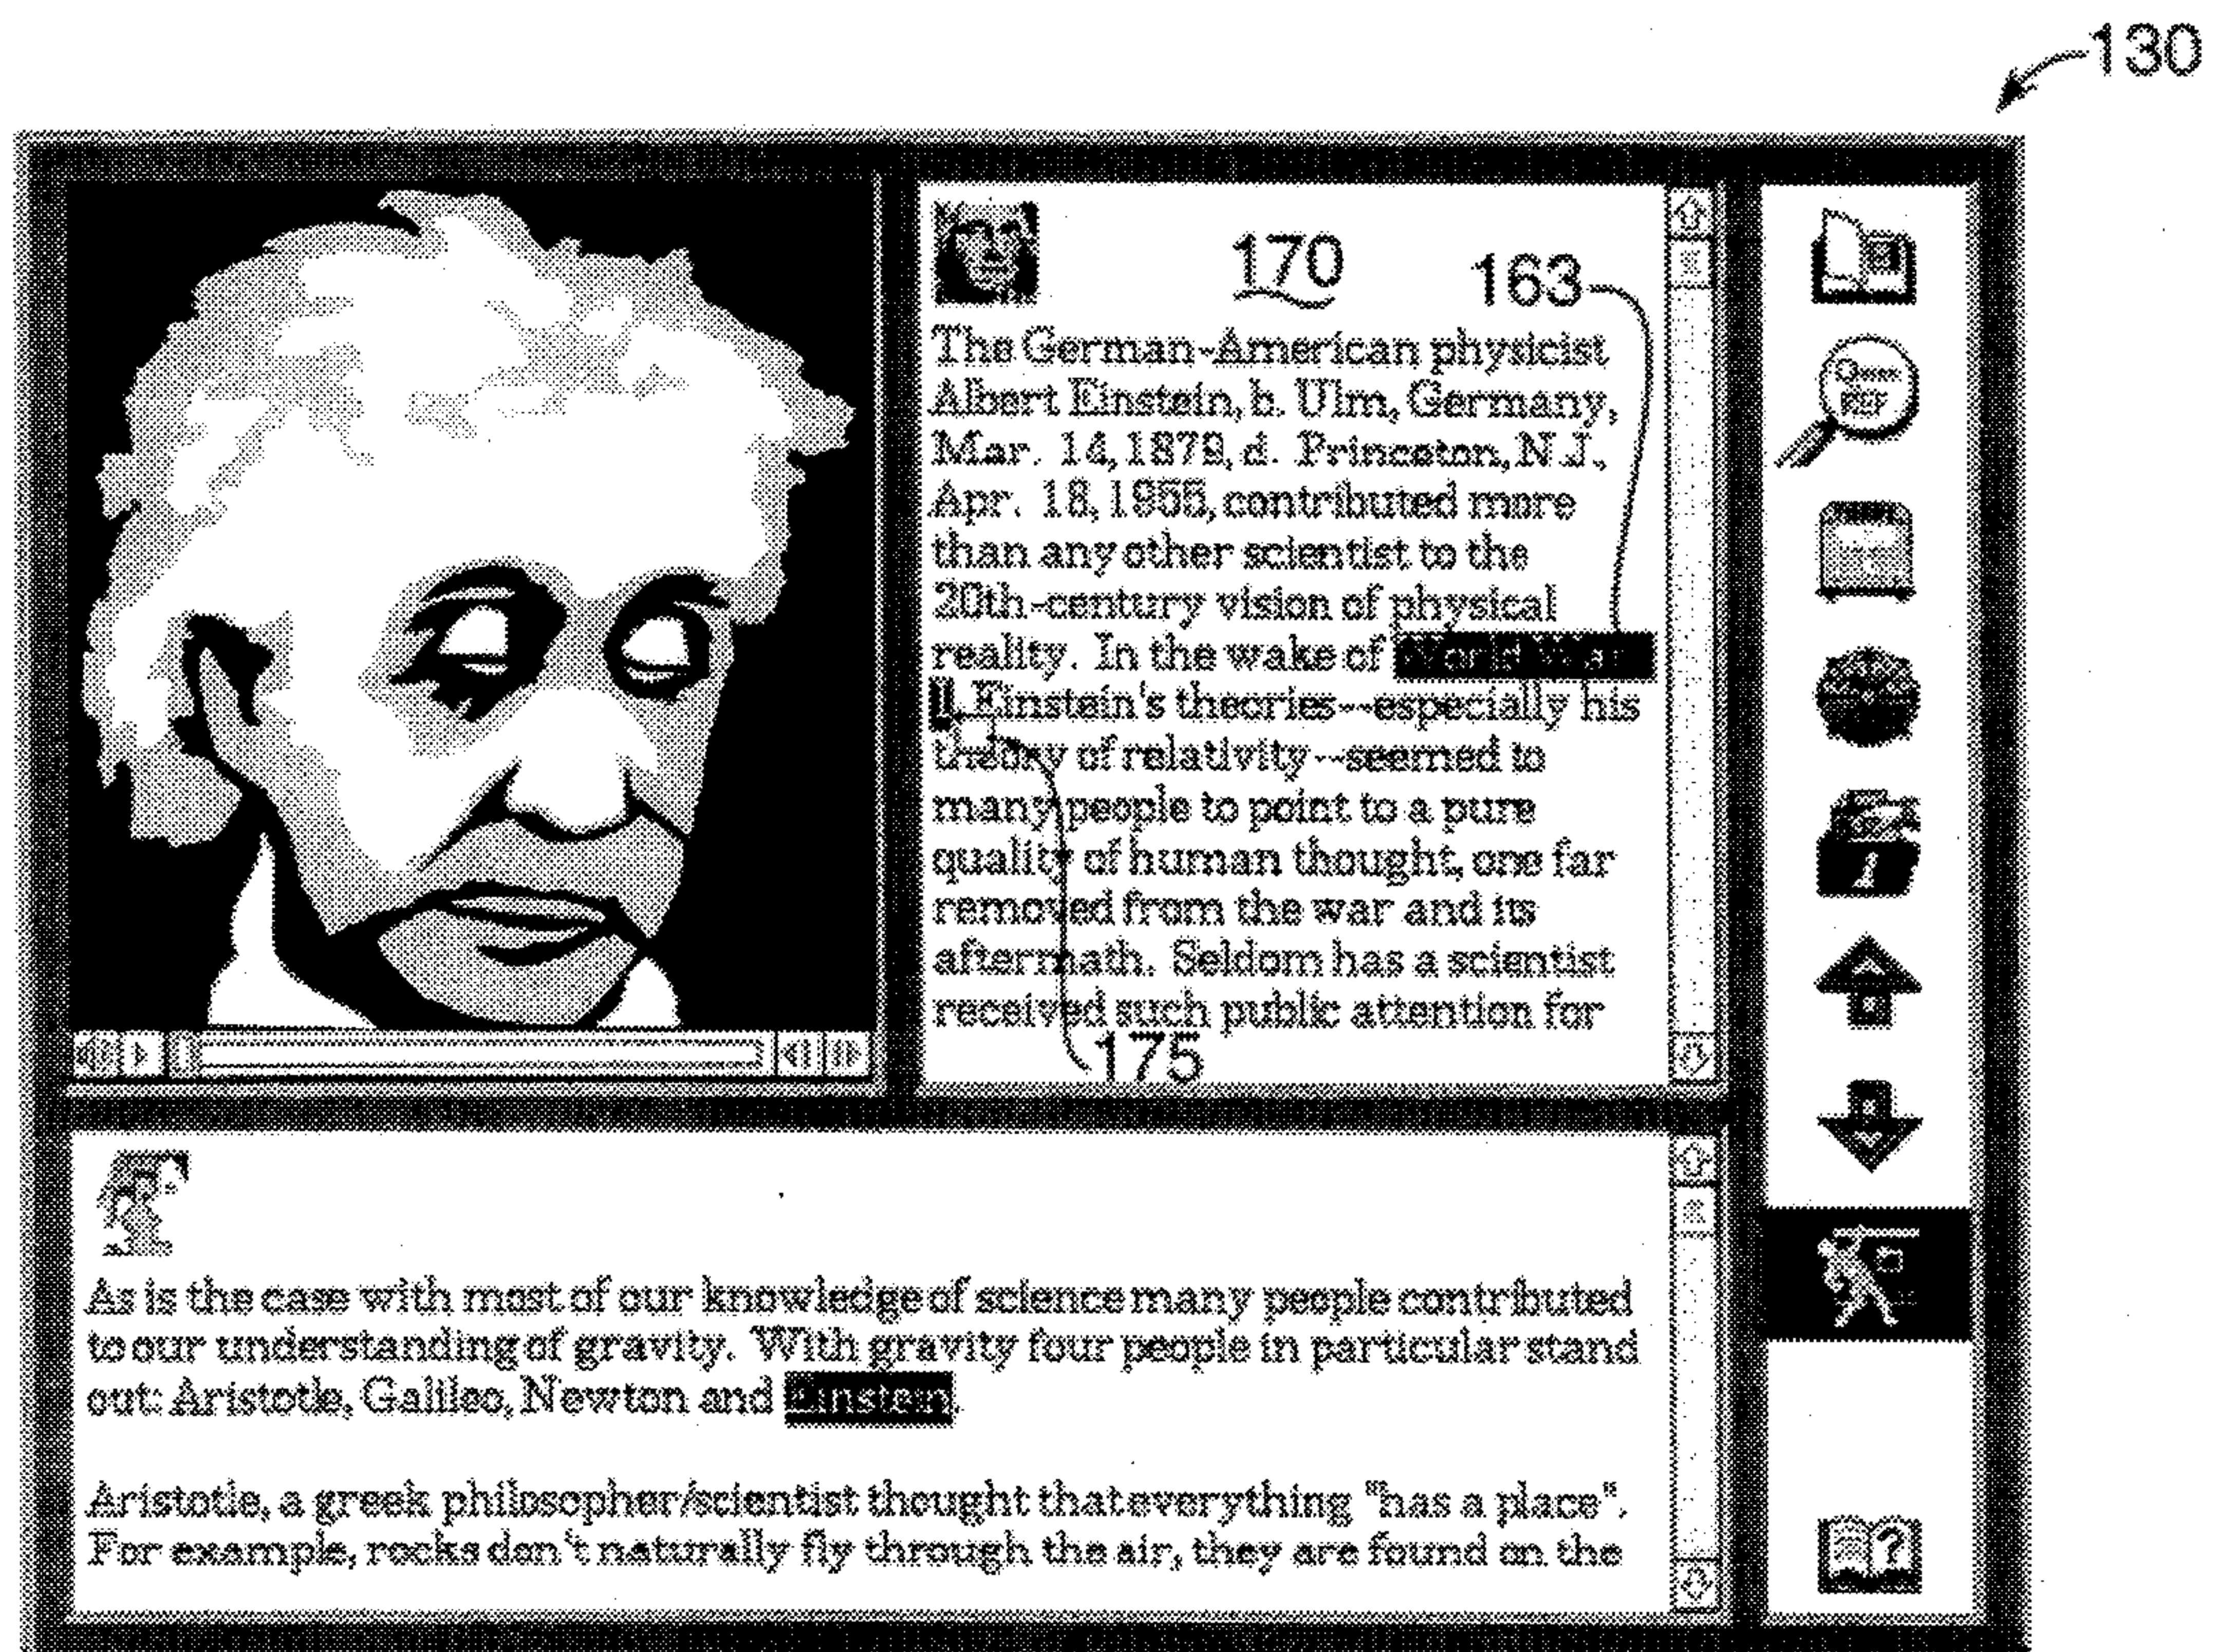 130
170
163
The German-American physicist
Albert Einstein, b. Ulm, Germany,
Mar. 14, 1879, d. Princeton, N.J.,
Apr. 18, 1955, contributed more
than any other scientist to the
20th-century vision of physical
reality. In the wake of World War
Einstein's theories--especially his
theory of relativity--seemed to
many people to point to a pure
quality of human thought, one far
removed from the war and its
aftermath. Seldom has a scientist
received such public attention for
175
As is the case with most of our knowledge of science many people contributed
to our understanding of gravity. With gravity four people in particular stand
out: Aristotle, Galileo, Newton and Einstein.
Aristotle, a greek philosopher/scientist thought that everything "has a place".
For example, rocks don't naturally fly through the air, they are found on the
REF
1
?